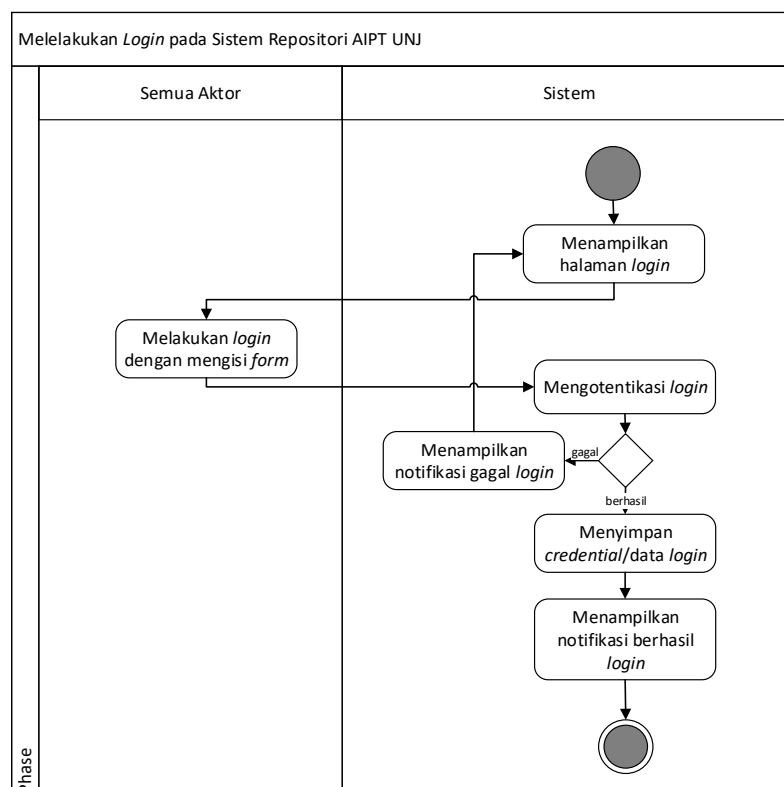 Melelakukan Login pada Sistem Repositori AIPT UNJ
Semua Aktor
Sistem
Menampilkan
halaman login
Melakukan login
dengan mengisi form
Mengotentikasi login
Menampilkan
notifikasi gagal login
gagal
berhasil
Menyimpan
credential/data login
Menampilkan
notifikasi berhasil
login
Phase